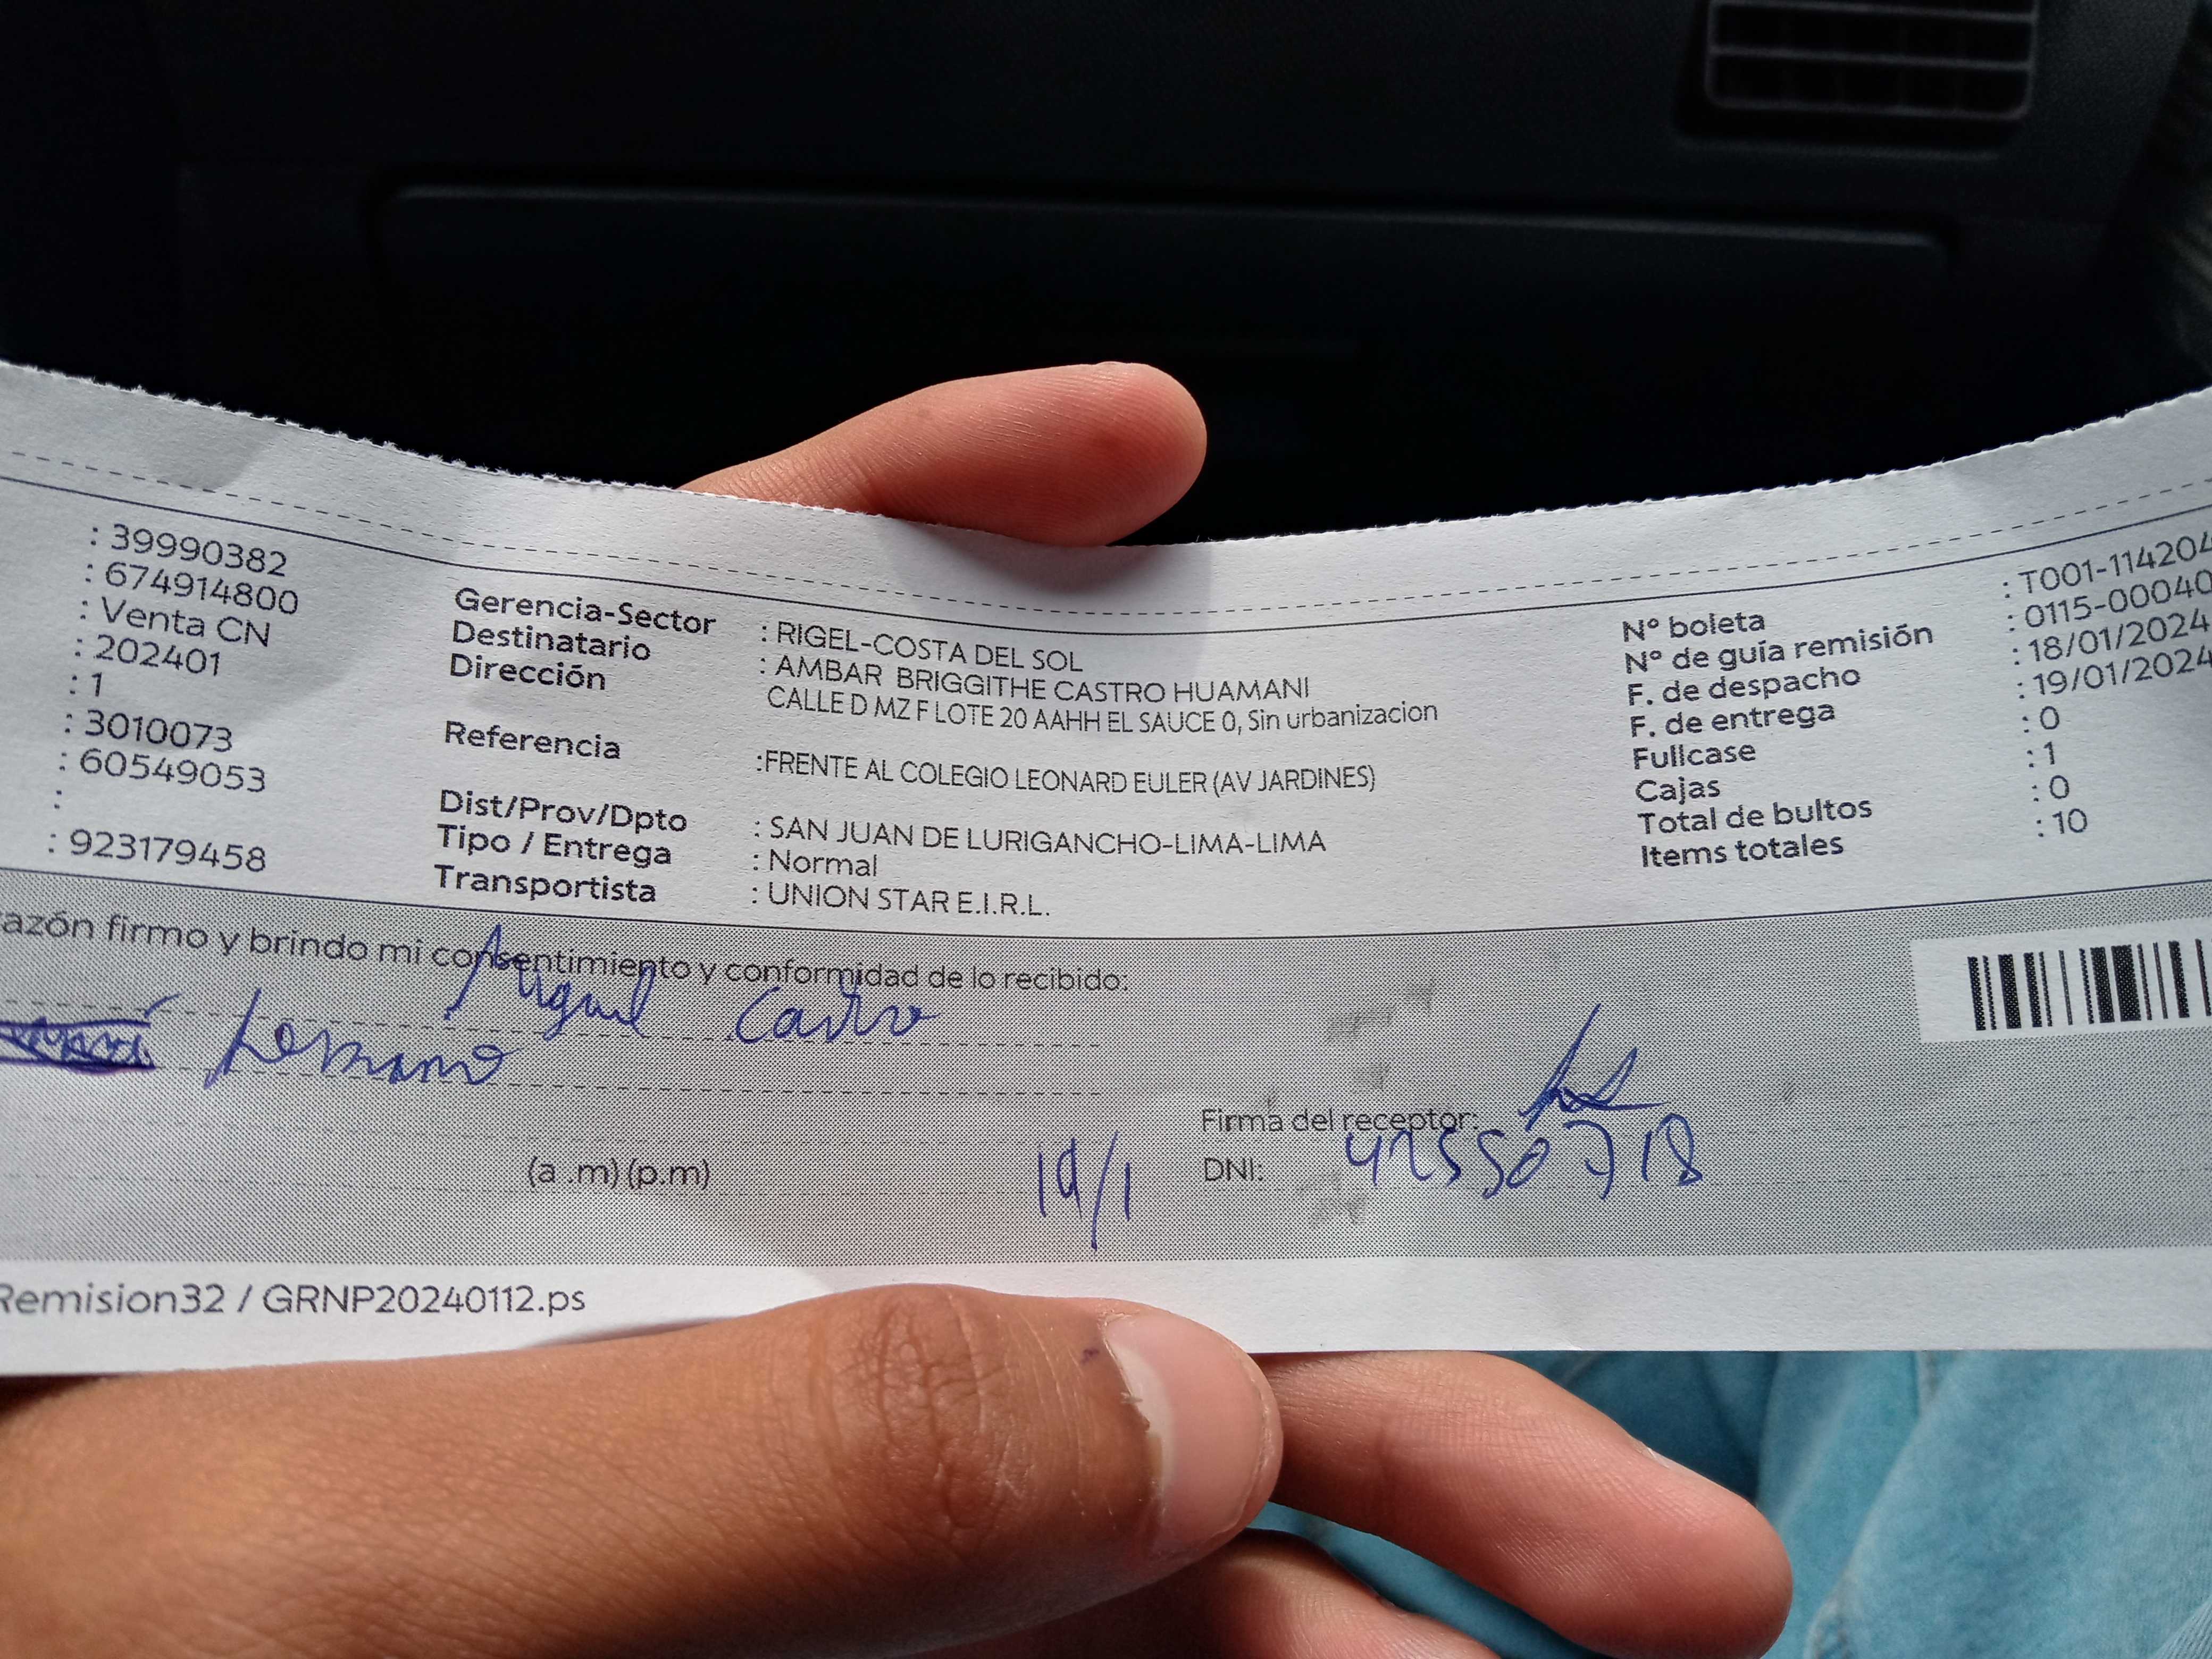 : 39990382
: 674914800
: Venta CN
: 202401
: 1
: 3010073
: 60549053
:
: 923179458
Gerencia-Sector : RIGEL-COSTA DEL SOL
Destinatario : AMBAR BRIGGITHE CASTRO HUAMANI
Dirección CALLE D MZ F LOTE 20 AAHH EL SAUCE 0, Sin urbanizacion
Referencia :FRENTE AL COLEGIO LEONARD EULER (AV JARDINES)
Dist/Prov/Dpto : SAN JUAN DE LURIGANCHO-LIMA-LIMA
Tipo / Entrega : Normal
Transportista : UNION STAR E.I.R.L.
Nº boleta : T001-114204
Nº de guía remisión : 0115-00040
F. de despacho : 18/01/2024
F. de entrega : 19/01/2024
Fullcase : 0
Cajas : 1
Total de bultos : 0
Items totales : 10
azón firmo y brindo mi consentimiento y conformidad de lo recibido:
Miguel Castro
Hermano
Firma del receptor:
(a .m) (p.m) 19/1 DNI: 42550718
Remision32 / GRNP20240112.ps